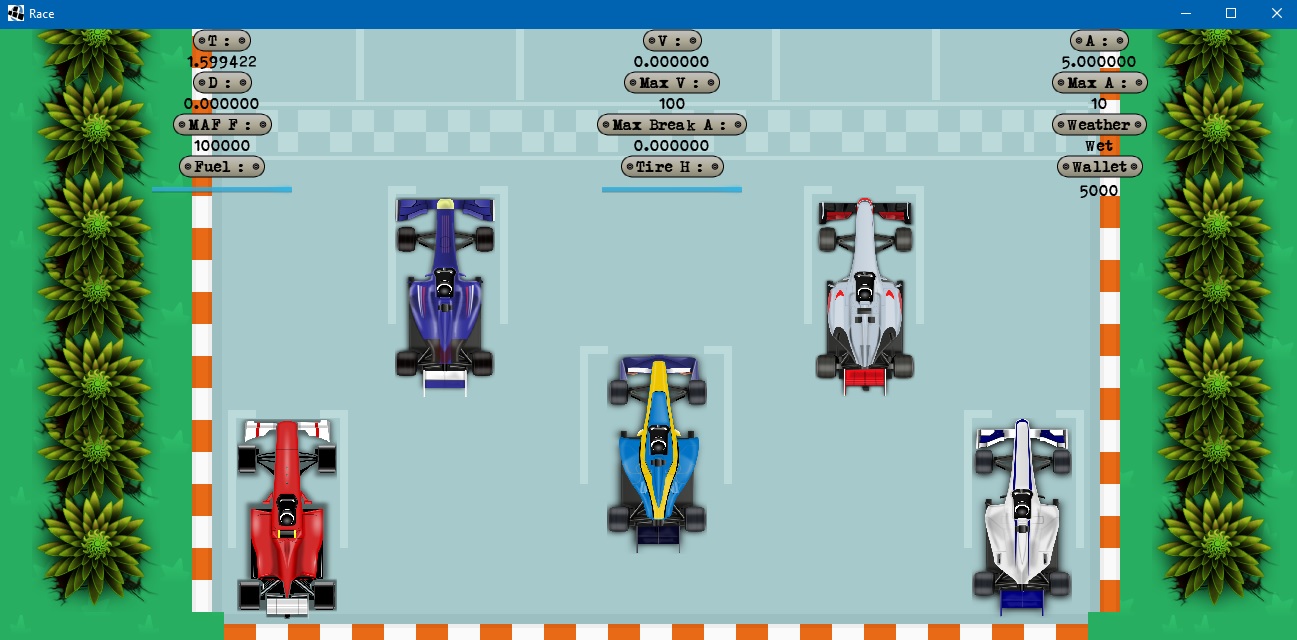 Race
T : V : A :
1.599422 0.000000 5.000000
D : Max V : Max A :
0.000000 100 10
MAF F : Max Break A : Weather
100000 0.000000 Wet
Fuel : Tire H : Wallet
5000